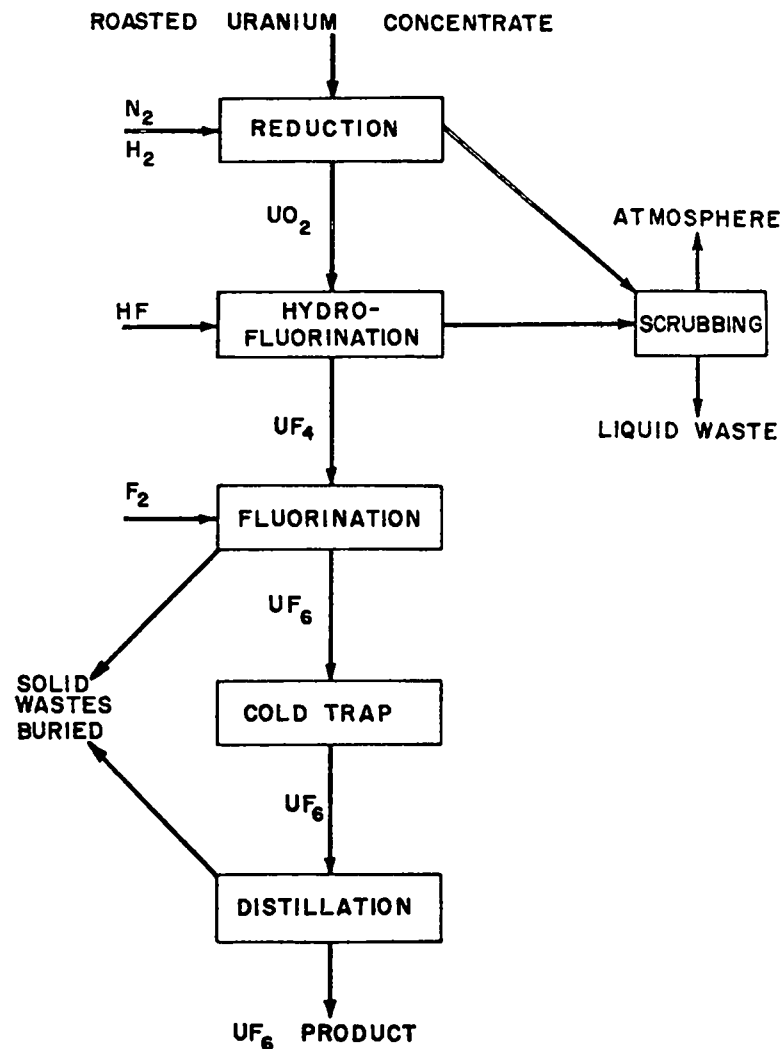 ROASTED URANIUM CONCENTRATE
N₂
H₂
REDUCTION
UO₂
ATMOSPHERE
HF
HYDRO-
FLUORINATION
SCRUBBING
UF₄
LIQUID WASTE
F₂
FLUORINATION
UF₆
SOLID
WASTES
BURIED
COLD TRAP
UF₆
DISTILLATION
UF₆ PRODUCT